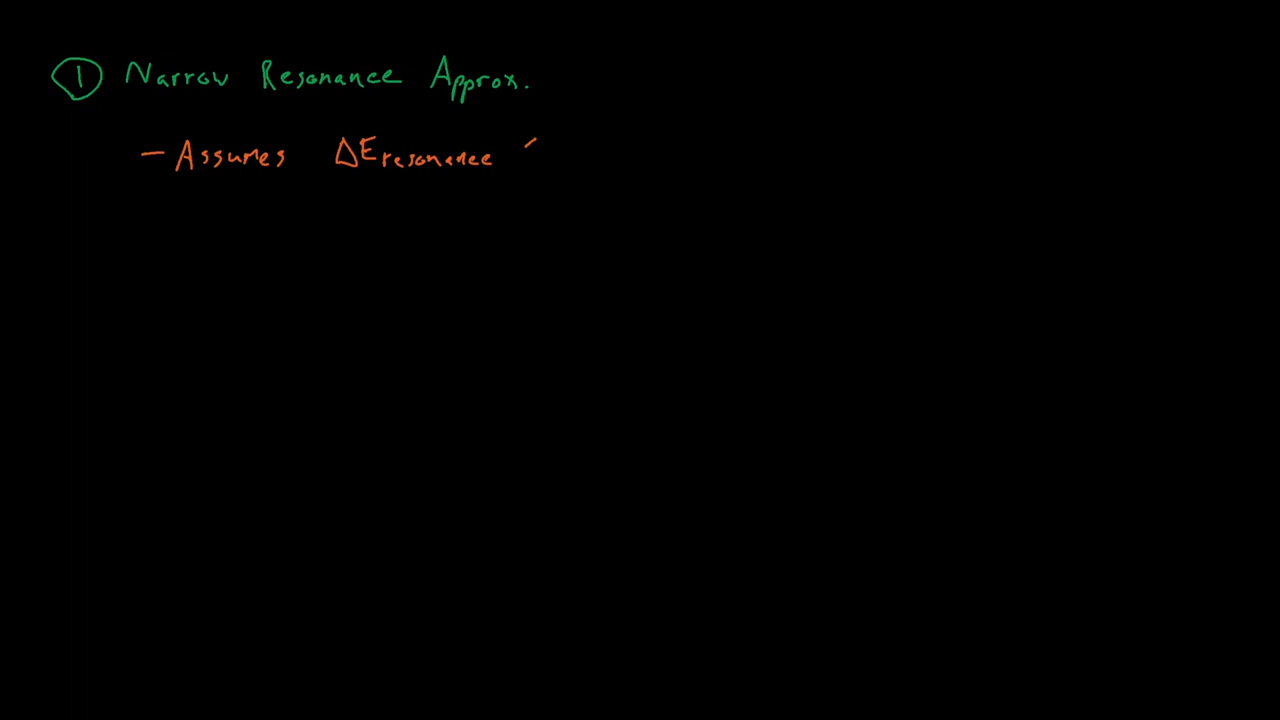 ① Narrow Resonance Approx.
- Assumes ΔEresonance